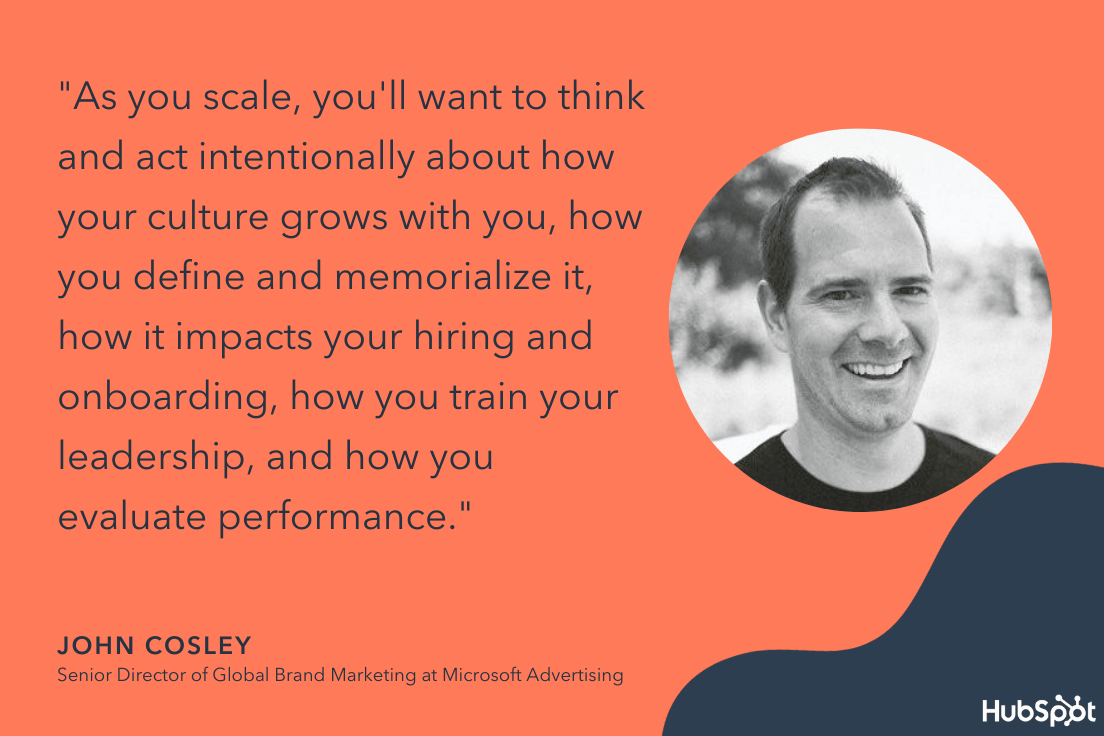 "As you scale, you'll want to think
and act intentionally about how
your culture grows with you, how
you define and memorialize it,
how it impacts your hiring and
onboarding, how you train your
leadership, and how you
evaluate performance."
JOHN COSLEY
Senior Director of Global Brand Marketing at Microsoft Advertising
HubSpot